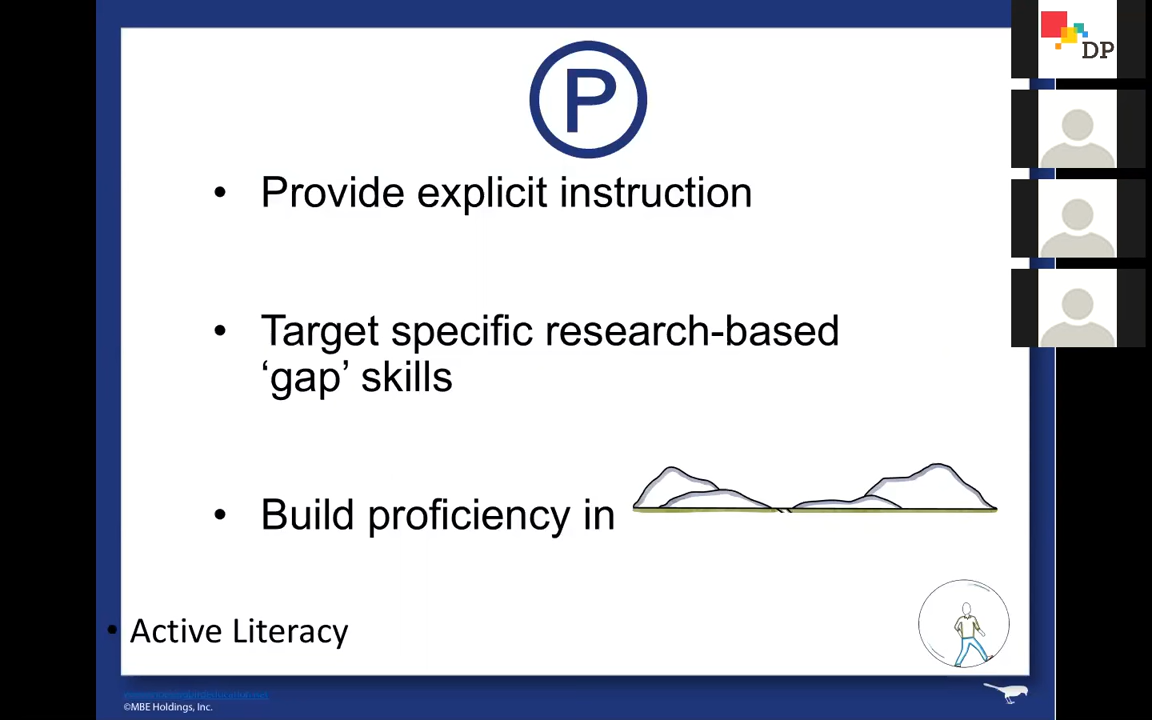 DP
P
• Provide explicit instruction
• Target specific research-based
‘gap’ skills
• Build proficiency in
• Active Literacy
©MBE Holdings, Inc.